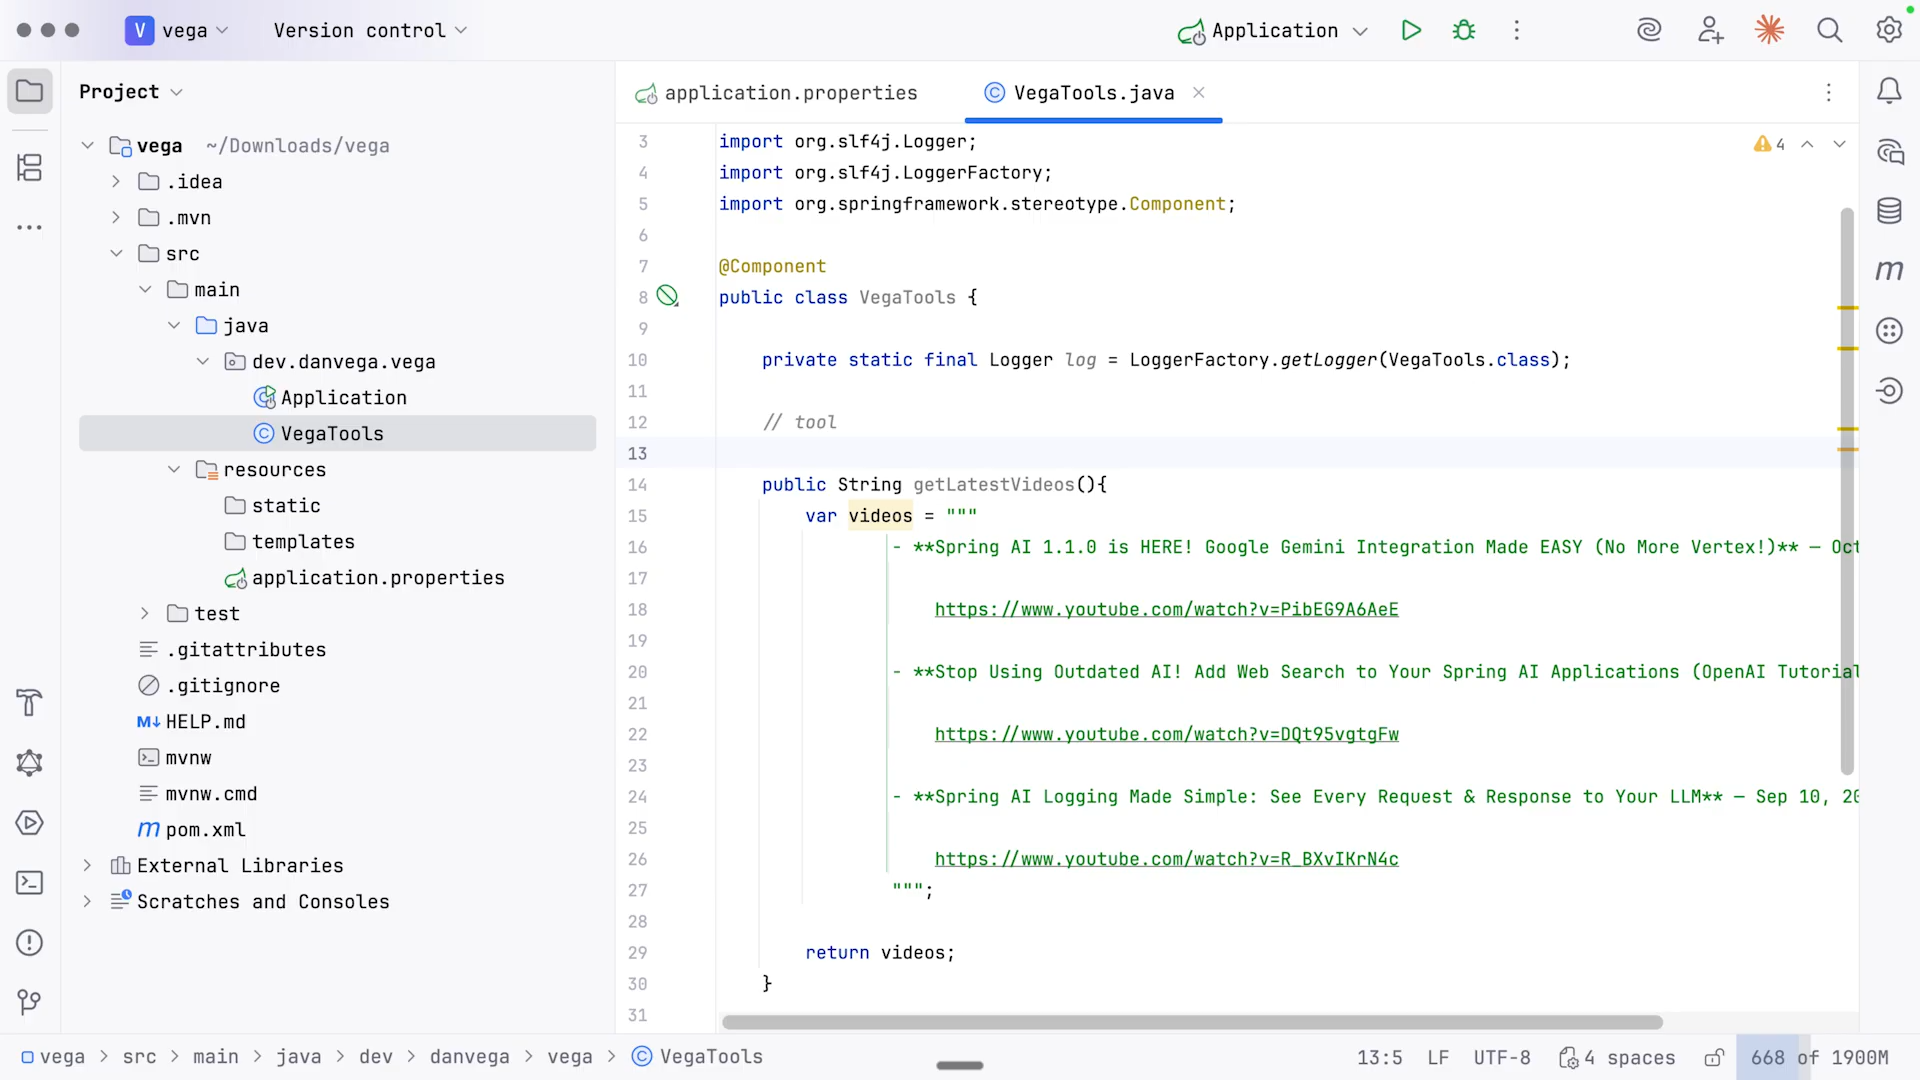 V vega Version control Application
Project
vega ~/Downloads/vega
.idea
.mvn
src
main
java
dev.danvega.vega
Application
VegaTools
resources
static
templates
application.properties
test
.gitattributes
.gitignore
M↓ HELP.md
mvnw
mvnw.cmd
m pom.xml
External Libraries
Scratches and Consoles
application.properties VegaTools.java
4
3 import org.slf4j.Logger;
4 import org.slf4j.LoggerFactory;
5 import org.springframework.stereotype.Component;
6
7 @Component
8 public class VegaTools {
9
10 private static final Logger log = LoggerFactory.getLogger(VegaTools.class);
11
12 // tool
13
14 public String getLatestVideos(){
15 var videos = """
16 - **Spring AI 1.1.0 is HERE! Google Gemini Integration Made EASY (No More Vertex!)** — Oct
17
18 https://www.youtube.com/watch?v=PibEG9A6AeE
19
20 - **Stop Using Outdated AI! Add Web Search to Your Spring AI Applications (OpenAI Tutorial
21
22 https://www.youtube.com/watch?v=DQt95vgtgFw
23
24 - **Spring AI Logging Made Simple: See Every Request & Response to Your LLM** — Sep 10, 20
25
26 https://www.youtube.com/watch?v=R_BXvIKrN4c
27 """;
28
29 return videos;
30 }
31
m
vega > src > main > java > dev > danvega > vega > VegaTools
13:5 LF UTF-8 4 spaces 668 of 1900M